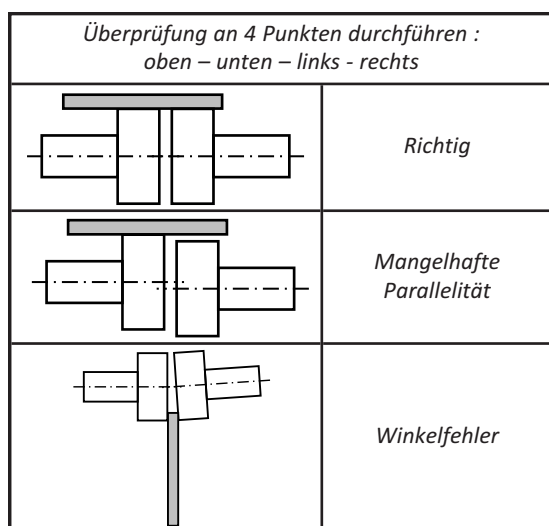 Überprüfung an 4 Punkten durchführen :
oben – unten – links - rechts
Richtig
Mangelhafte
Parallelität
Winkelfehler